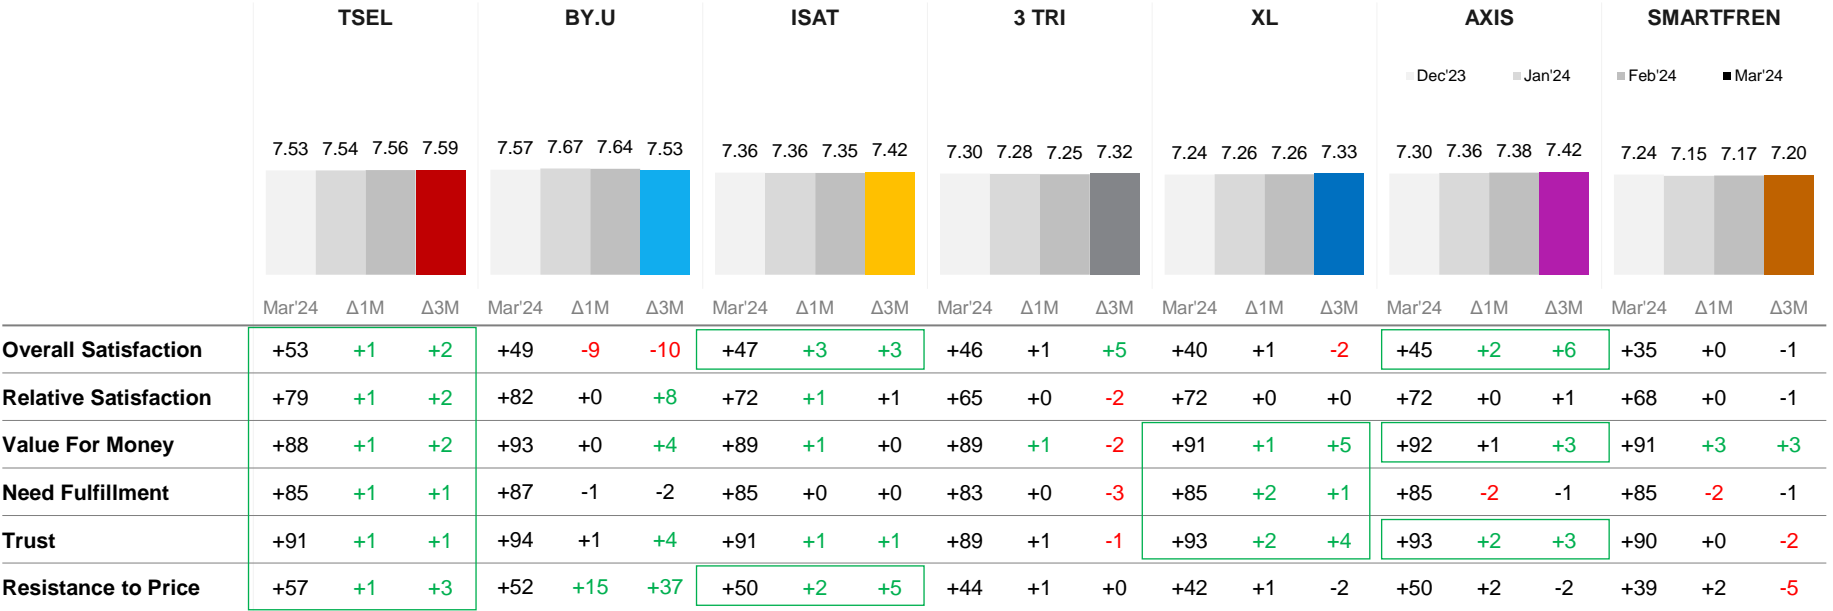 TSEL BY.U ISAT 3 TRI XL AXIS SMARTFREN
Dec'23 Jan'24 Feb'24 Mar'24
7.53 7.54 7.56 7.59 7.57 7.67 7.64 7.53 7.36 7.36 7.35 7.42 7.30 7.28 7.25 7.32 7.24 7.26 7.26 7.33 7.30 7.36 7.38 7.42 7.24 7.15 7.17 7.20
Mar'24 Δ1M Δ3M Mar'24 Δ1M Δ3M Mar'24 Δ1M Δ3M Mar'24 Δ1M Δ3M Mar'24 Δ1M Δ3M Mar'24 Δ1M Δ3M Mar'24 Δ1M Δ3M
Overall Satisfaction +53 +1 +2 +49 -9 -10 +47 +3 +3 +46 +1 +5 +40 +1 -2 +45 +2 +6 +35 +0 -1
Relative Satisfaction +79 +1 +2 +82 +0 +8 +72 +1 +1 +65 +0 -2 +72 +0 +0 +72 +0 +1 +68 +0 -1
Value For Money +88 +1 +2 +93 +0 +4 +89 +1 +0 +89 +1 -2 +91 +1 +5 +92 +1 +3 +91 +3 +3
Need Fulfillment +85 +1 +1 +87 -1 -2 +85 +0 +0 +83 +0 -3 +85 +2 +1 +85 -2 -1 +85 -2 -1
Trust +91 +1 +1 +94 +1 +4 +91 +1 +1 +89 +1 -1 +93 +2 +4 +93 +2 +3 +90 +0 -2
Resistance to Price +57 +1 +3 +52 +15 +37 +50 +2 +5 +44 +1 +0 +42 +1 -2 +50 +2 -2 +39 +2 -5